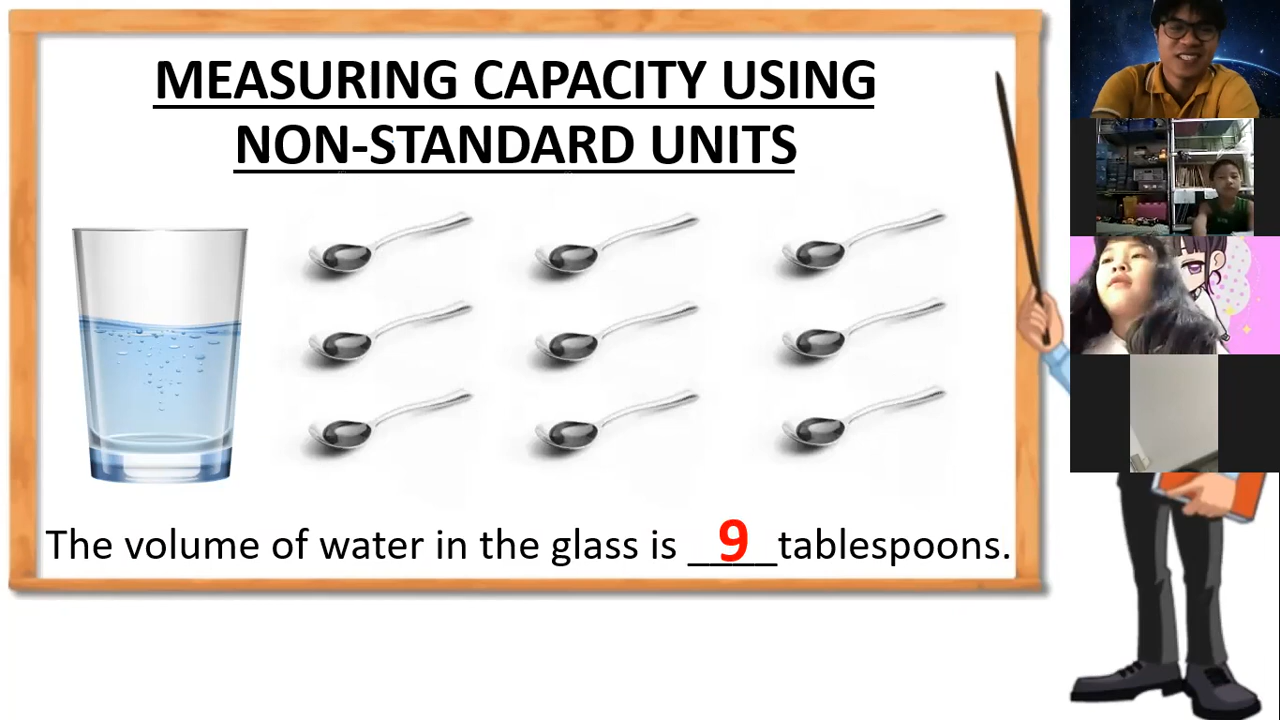 MEASURING CAPACITY USING
NON-STANDARD UNITS
The volume of water in the glass is __9__tablespoons.